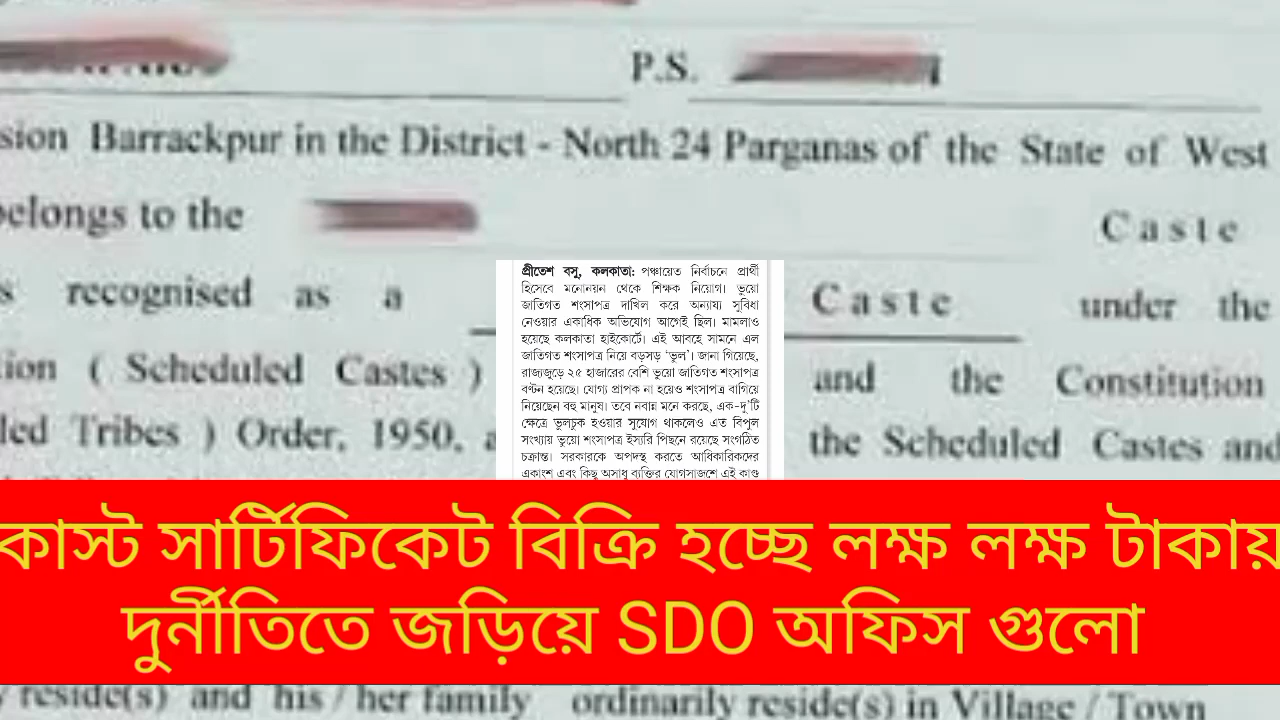 P.S.
sion Barrackpur in the District - North 24 Parganas of the State of West
belongs to the Caste
s recognised as a Caste under the
tion ( Scheduled Castes ) and the Constitution
led Tribes ) Order, 1950, a the Scheduled Castes and
প্রীতেশ বসু, কলকাতা: পঞ্চায়েত নির্বাচনে প্রার্থী
হিসেবে মনোনয়ন থেকে শিক্ষক নিয়োগ। ভুয়ো
জাতিগত শংসাপত্র দাখিল করে অন্যায্য সুবিধা
নেওয়ার একাধিক অভিযোগ আগেই ছিল। মামলাও
হয়েছে কলকাতা হাইকোর্টে। এই আবহে সামনে এল
জাতিগত শংসাপত্র নিয়ে বড়সড় ‘ভুল’। জানা গিয়েছে,
রাজ্যজুড়ে ২৫ হাজারের বেশি ভুয়ো জাতিগত শংসাপত্র
বণ্টন হয়েছে। যোগ্য প্রাপক না হয়েও শংসাপত্র বাগিয়ে
নিয়েছেন বহু মানুষ। তবে নবান্ন মনে করছে, এক-দু’টি
ক্ষেত্রে ভুলচুক হওয়ার সুযোগ থাকলেও এত বিপুল
সংখ্যায় ভুয়ো শংসাপত্র ইস্যুর পিছনে রয়েছে সংগঠিত
চক্রান্ত। সরকারকে অপদস্থ করতে আধিকারিকদের
একাংশ এবং কিছু অসাধু ব্যক্তির যোগসাজশে এই কাণ্ড
কাস্ট সার্টিফিকেট বিক্রি হচ্ছে লক্ষ লক্ষ টাকায়
দুর্নীতিতে জড়িয়ে SDO অফিস গুলো
y reside(s) and his / her family ordinarily reside(s) in Village / Town